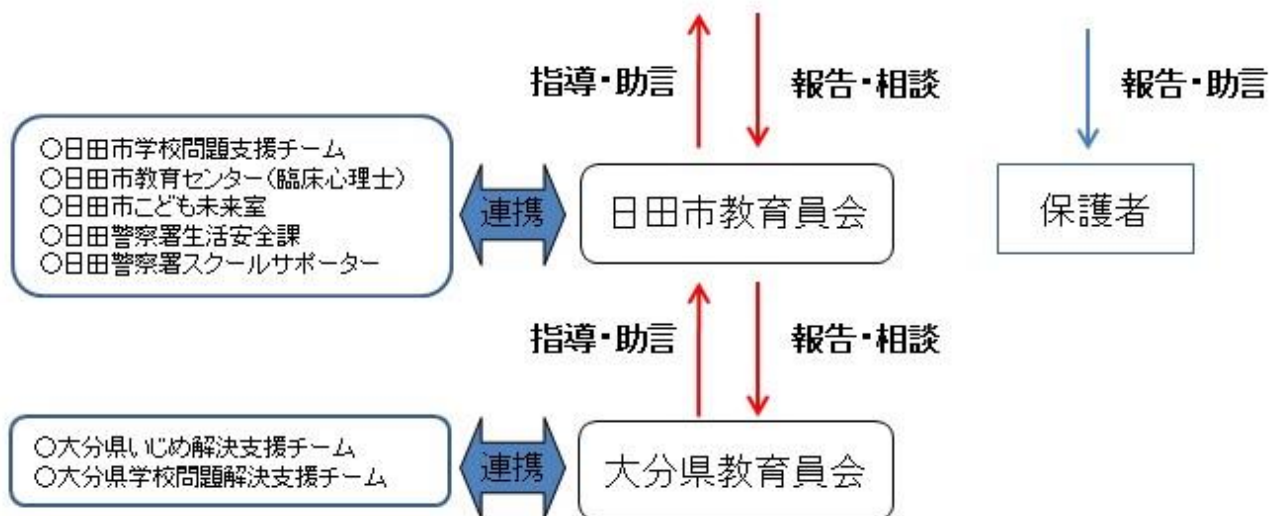 指導・助言
報告・相談
報告・助言
○日田市学校問題支援チーム
○日田市教育センター(臨床心理士)
○日田市こども未来室
○日田警察署生活安全課
○日田警察署スクールサポーター
連携
日田市教育員会
保護者
指導・助言
報告・相談
○大分県いじめ解決支援チーム
○大分県学校問題解決支援チーム
連携
大分県教育員会